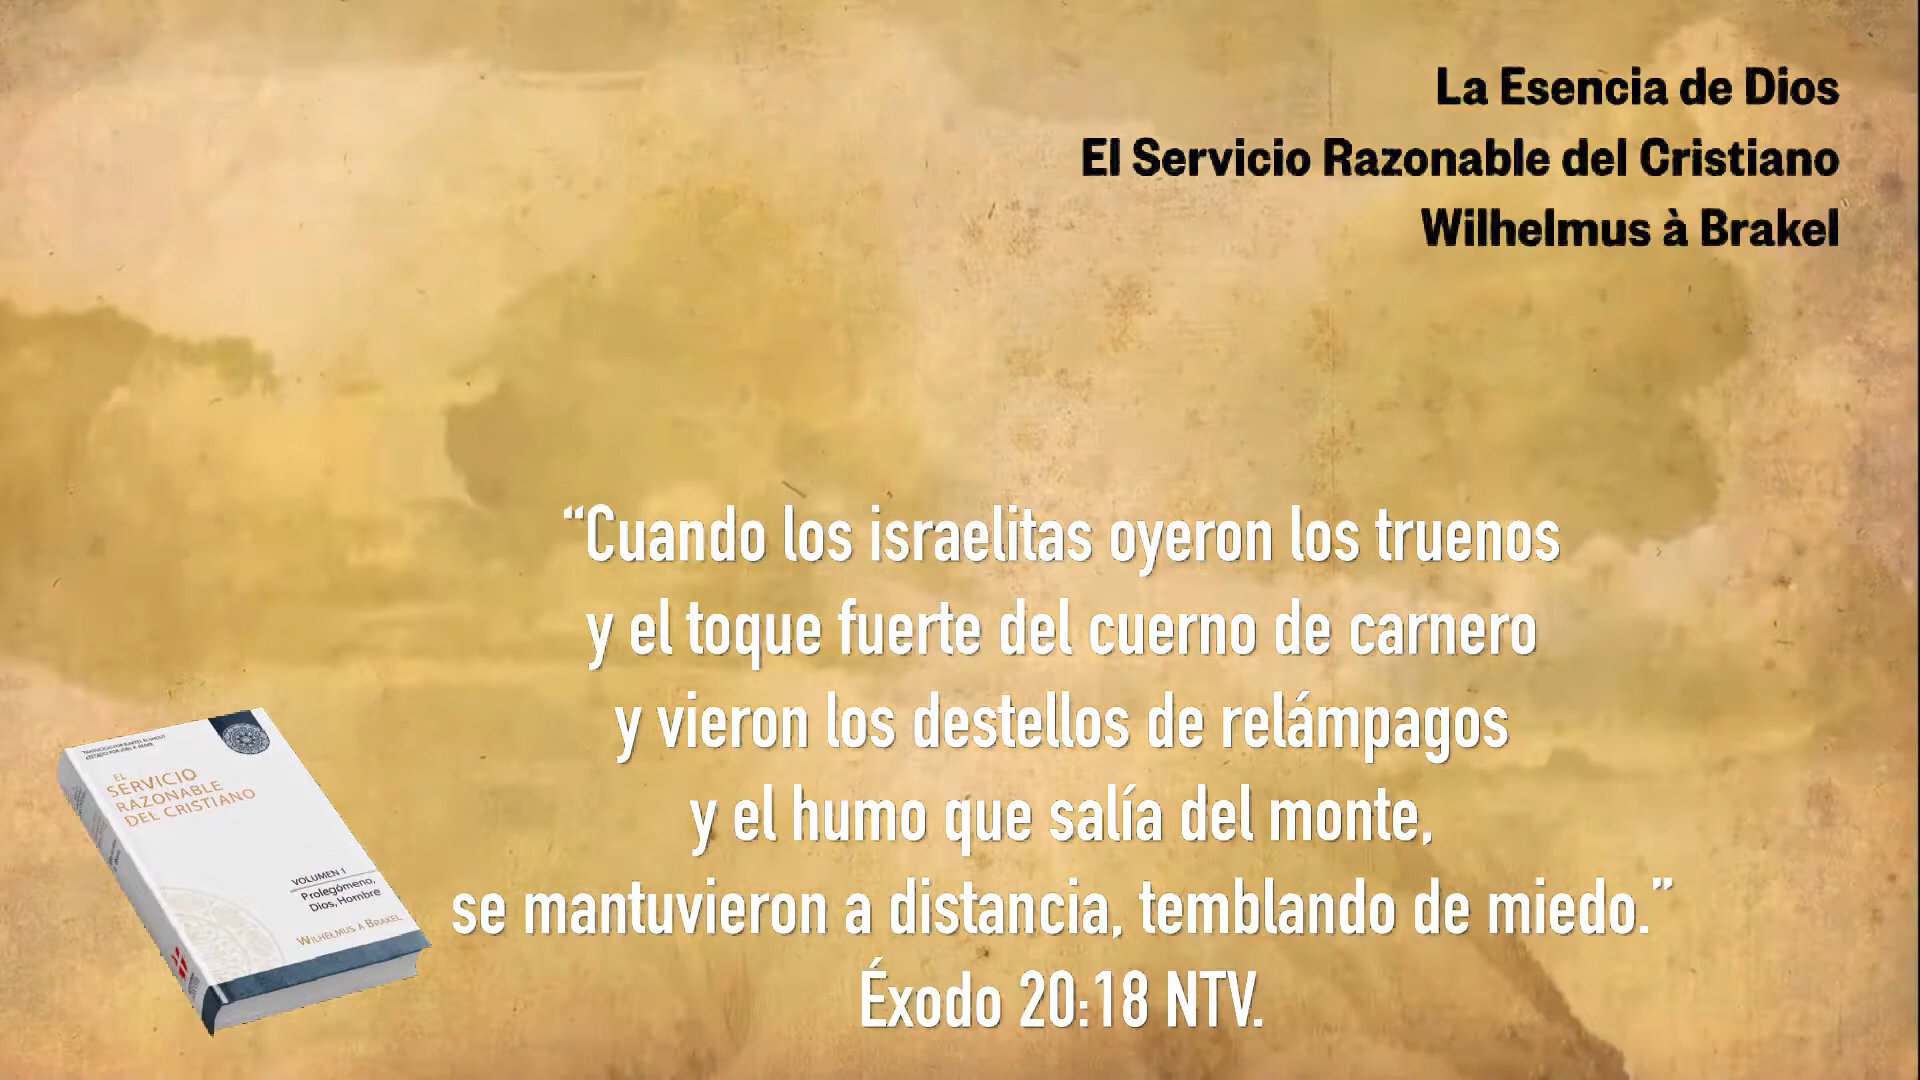 La Esencia de Dios
El Servicio Razonable del Cristiano
Wilhelmus à Brakel
“Cuando los israelitas oyeron los truenos
y el toque fuerte del cuerno de carnero
y vieron los destellos de relámpagos
y el humo que salía del monte,
se mantuvieron a distancia, temblando de miedo.”
Éxodo 20:18 NTV.
EL
SERVICIO
RAZONABLE
DEL CRISTIANO
VOLUMEN 1
Prolegómeno,
Dios, Hombre
WILHELMUS À BRAKEL